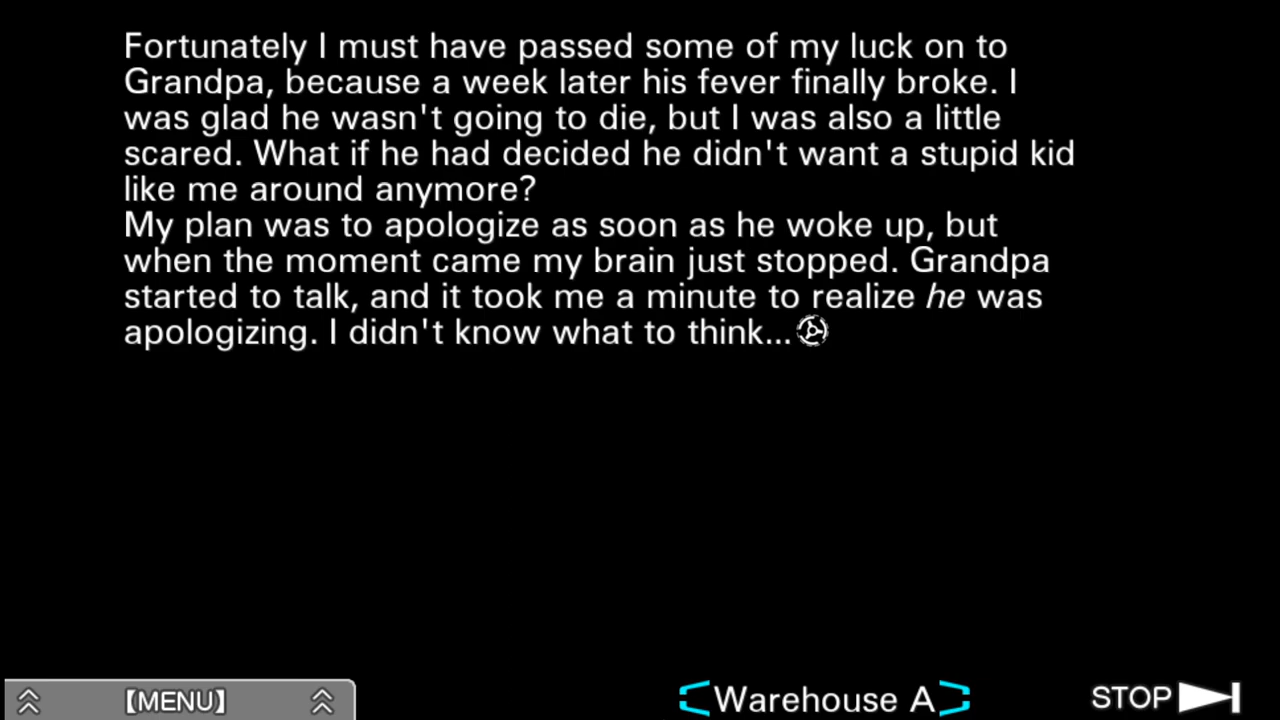 Fortunately I must have passed some of my luck on to
Grandpa, because a week later his fever finally broke. I
was glad he wasn't going to die, but I was also a little
scared. What if he had decided he didn't want a stupid kid
like me around anymore?
My plan was to apologize as soon as he woke up, but
when the moment came my brain just stopped. Grandpa
started to talk, and it took me a minute to realize he was
apologizing. I didn't know what to think...
【MENU】
Warehouse A
STOP